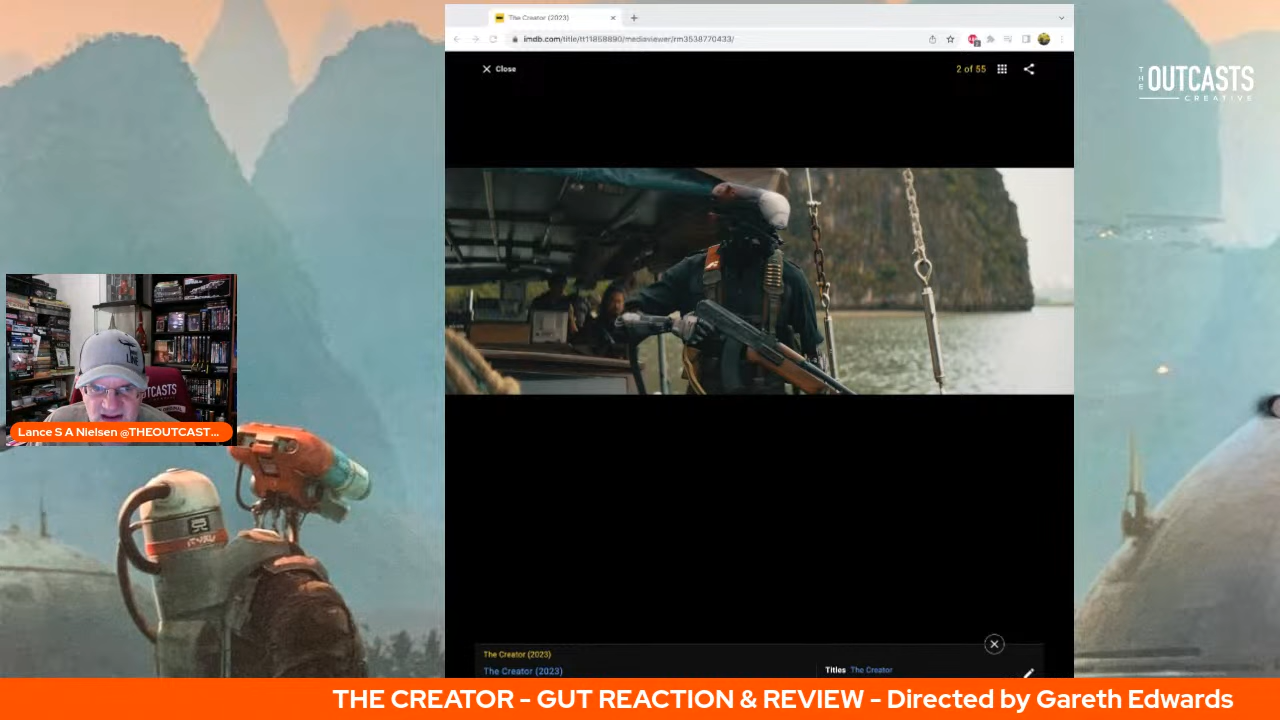 The Creator (2023)
imdb.com/title/tt11858890/mediaviewer/rm3538770433/
Close
2 of 55
THE OUTCASTS
CREATIVE
OUTCASTS
Lance S A Nielsen @THEOUTCAST...
The Creator (2023)
The Creator (2023)
Titles The Creator
THE CREATOR - GUT REACTION & REVIEW - Directed by Gareth Edwards